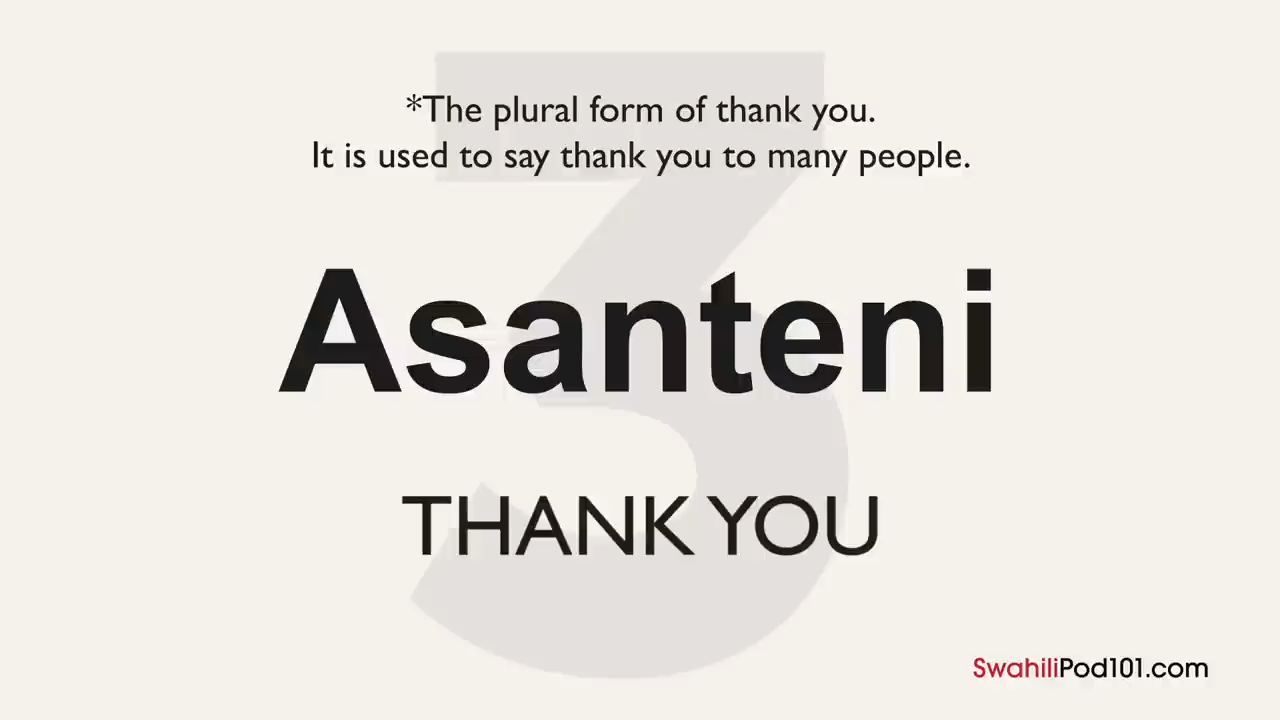 *The plural form of thank you.
It is used to say thank you to many people.
3
Asanteni
THANK YOU
SwahiliPod101.com